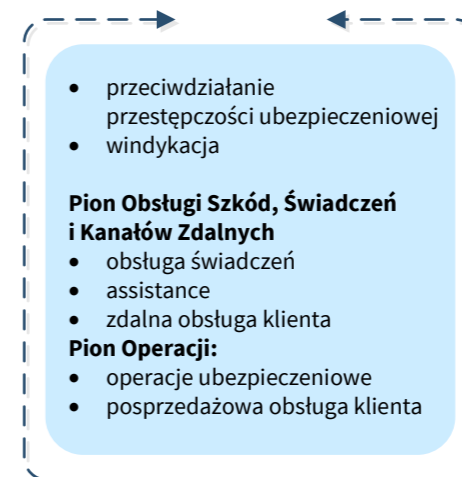 • przeciwdziałanie
przestępczości ubezpieczeniowej
• windykacja
Pion Obsługi Szkód, Świadczeń
i Kanałów Zdalnych
• obsługa świadczeń
• assistance
• zdalna obsługa klienta
Pion Operacji:
• operacje ubezpieczeniowe
• posprzedażowa obsługa klienta